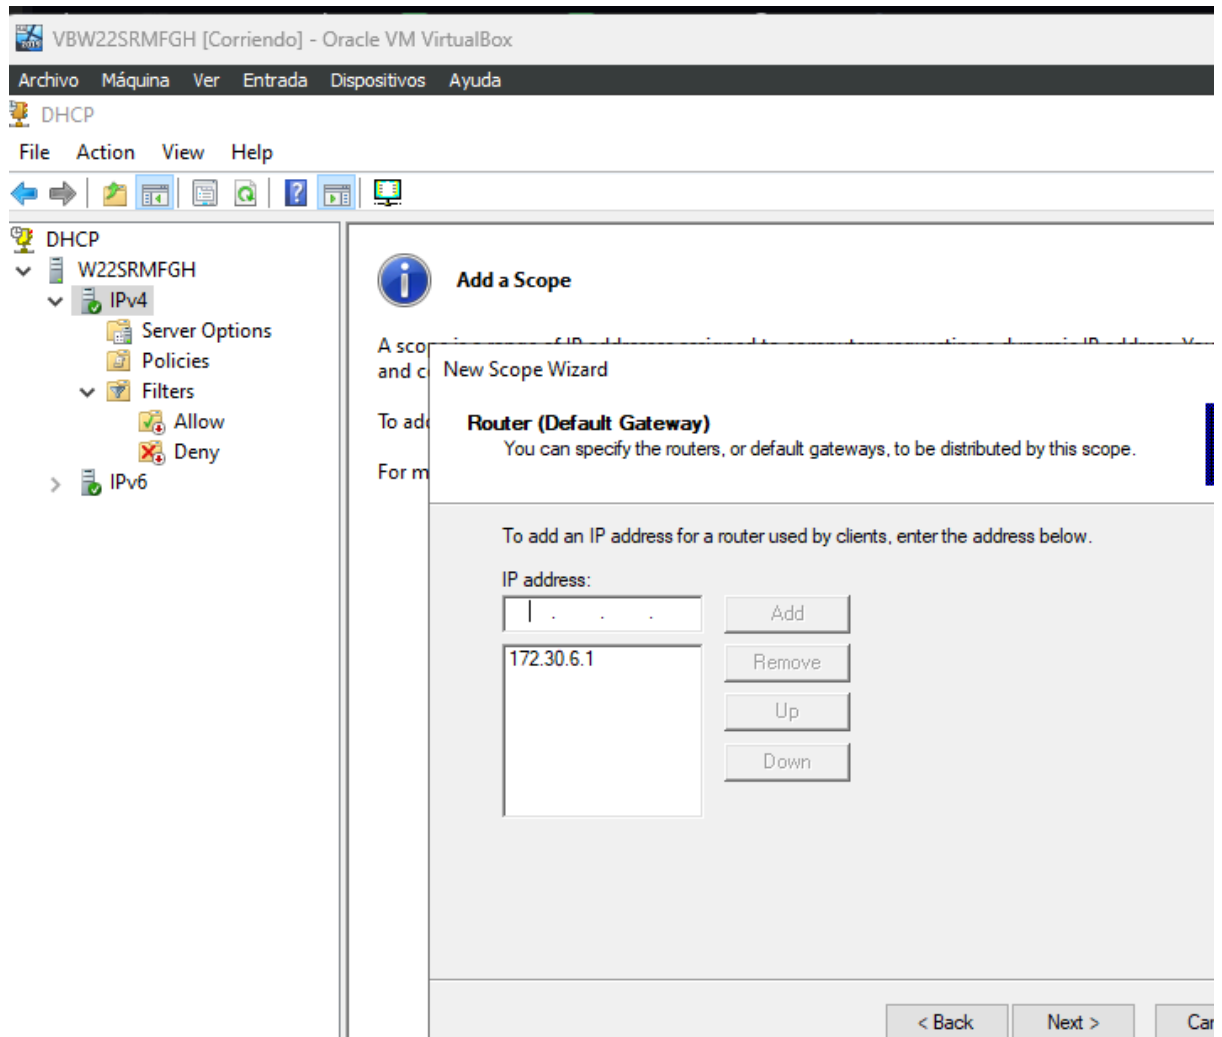 VBW22SRMFGH [Corriendo] - Oracle VM VirtualBox
Archivo Máquina Ver Entrada Dispositivos Ayuda
DHCP
File Action View Help
DHCP
W22SRMFGH
IPv4
Server Options
Policies
Filters
Allow
Deny
IPv6
Add a Scope
and
New Scope Wizard
Router (Default Gateway)
You can specify the routers, or default gateways, to be distributed by this scope.
To
For
To add an IP address for a router used by clients, enter the address below.
IP address:
. . .
Add
172.30.6.1
Remove
Up
Down
< Back Next >